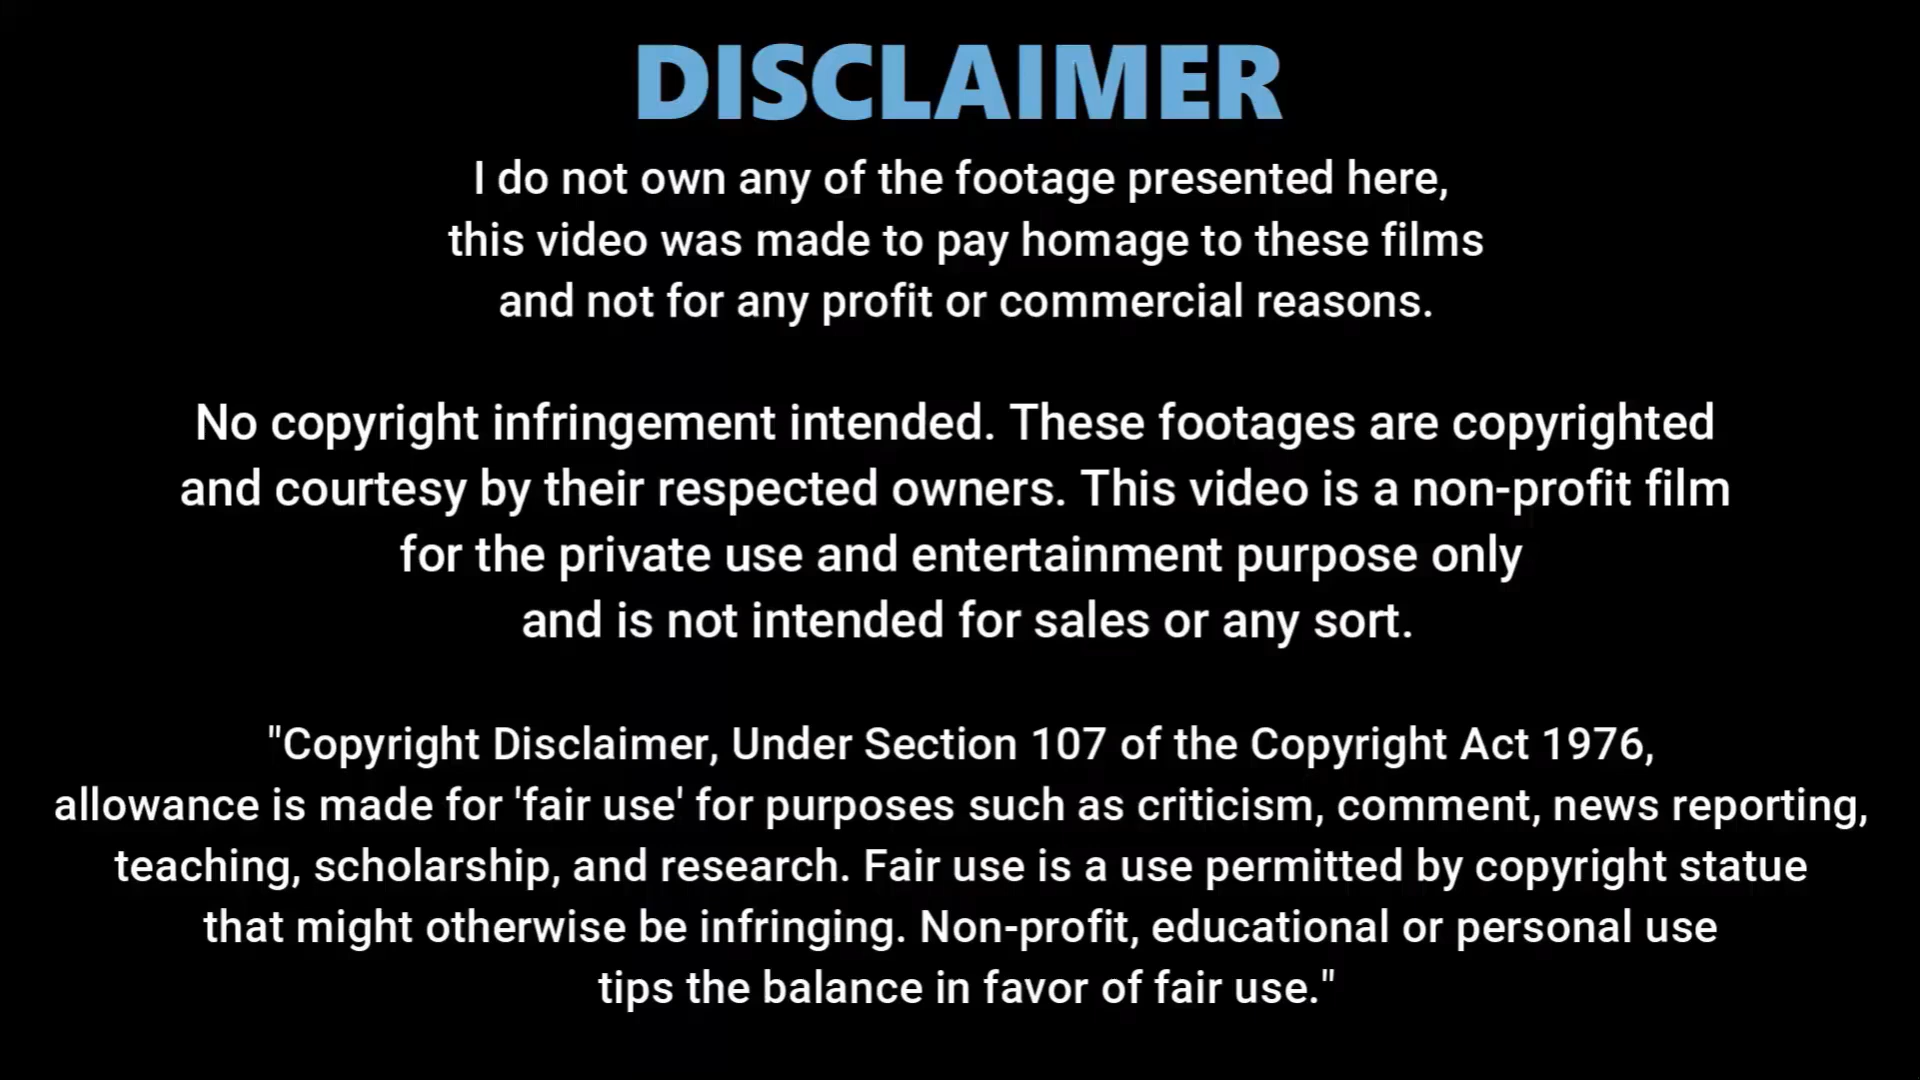 DISCLAIMER
I do not own any of the footage presented here,
this video was made to pay homage to these films
and not for any profit or commercial reasons.
No copyright infringement intended. These footages are copyrighted
and courtesy by their respected owners. This video is a non-profit film
for the private use and entertainment purpose only
and is not intended for sales or any sort.
"Copyright Disclaimer, Under Section 107 of the Copyright Act 1976,
allowance is made for 'fair use' for purposes such as criticism, comment, news reporting,
teaching, scholarship, and research. Fair use is a use permitted by copyright statue
that might otherwise be infringing. Non-profit, educational or personal use
tips the balance in favor of fair use."